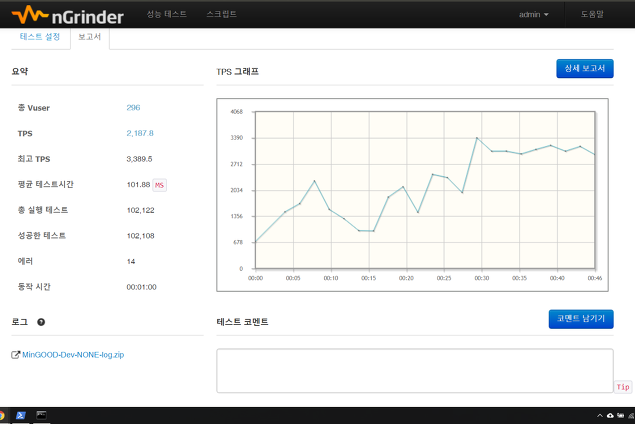 nGrinder 성능 테스트 스크립트 admin 도움말
테스트 설정 보고서
요약
총 Vuser 296
TPS 2,187.8
최고 TPS 3,389.5
평균 테스트시간 101.88 MS
총 실행 테스트 102,122
성공한 테스트 102,108
에러 14
동작 시간 00:01:00
TPS 그래프 상세 보고서
4068
3390
2712
2034
1356
678
0
00:00 00:05 00:10 00:15 00:20 00:25 00:30 00:35 00:40 00:46
로그 ?
MinGOOD-Dev-NONE-log.zip
테스트 코멘트 코멘트 남기기
Tip